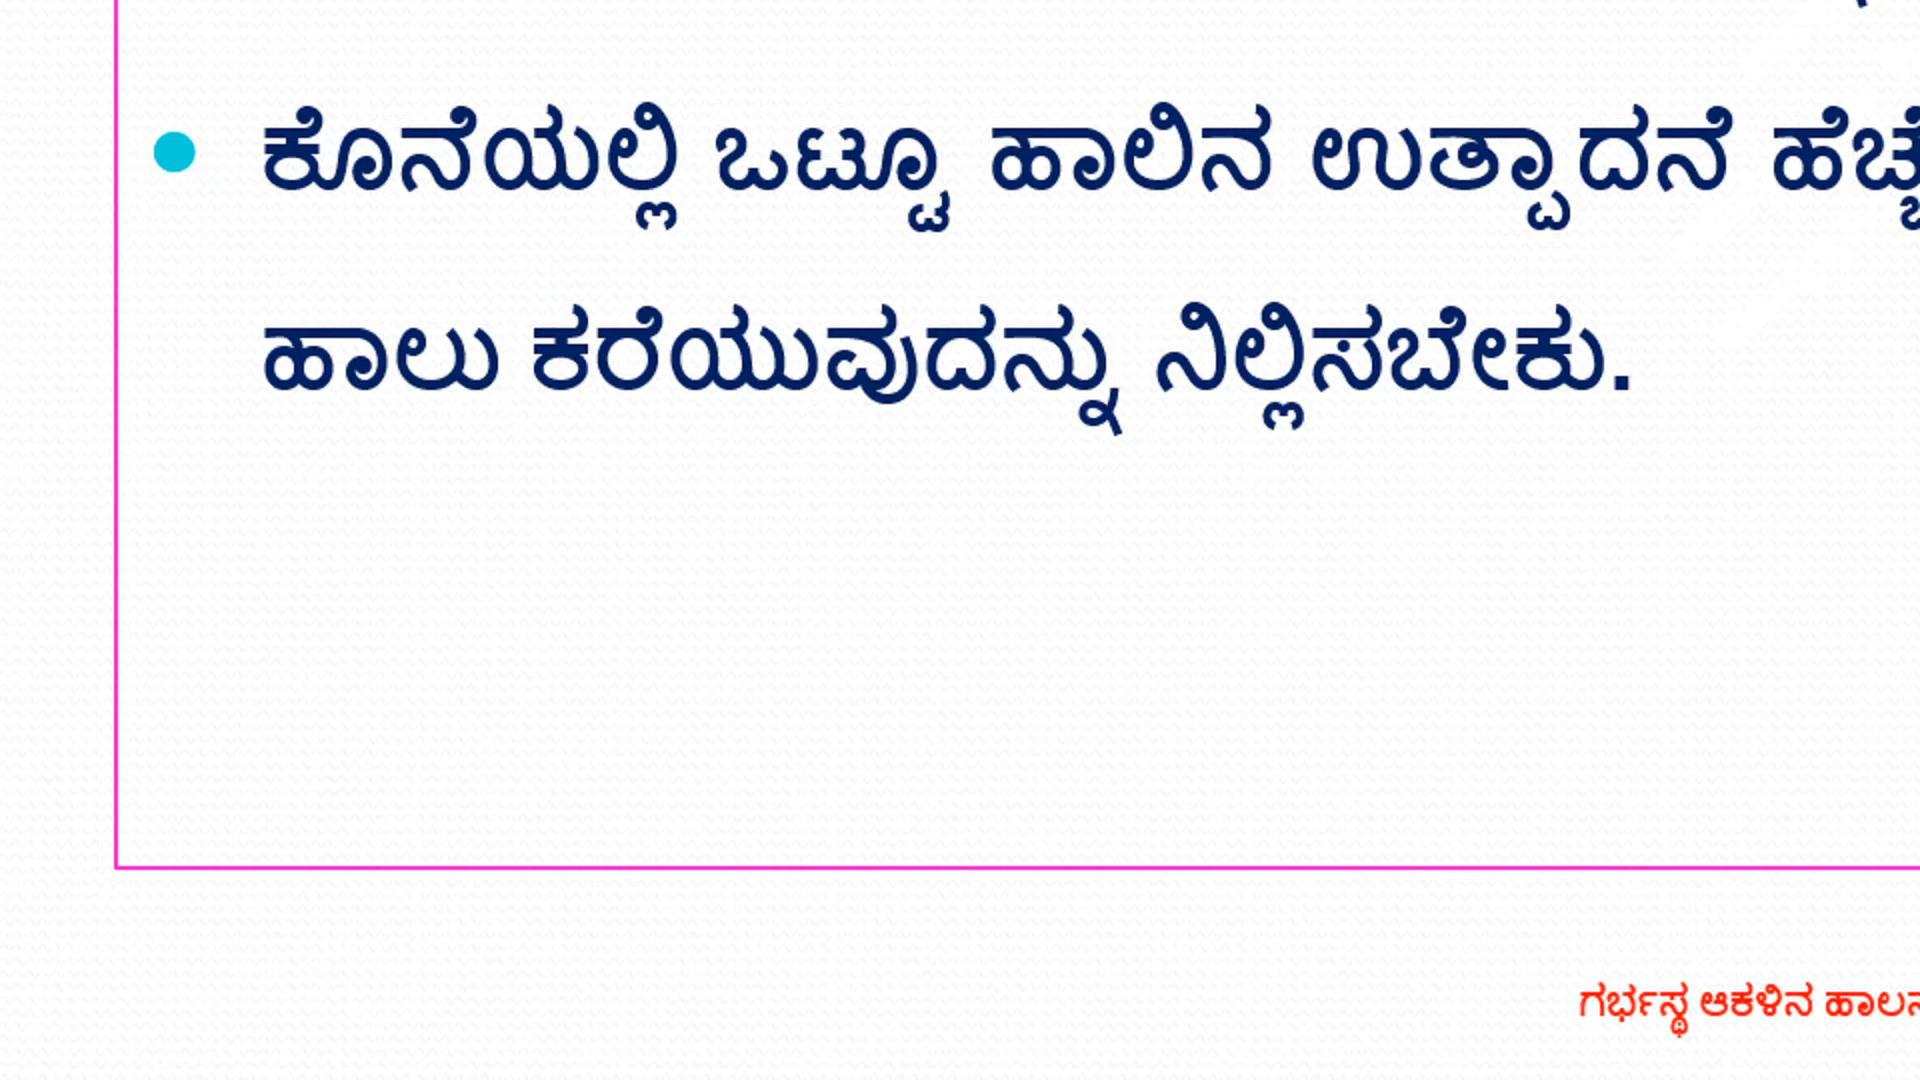 ಕೊನೆಯಲ್ಲಿ ಒಟ್ಟೂ ಹಾಲಿನ ಉತ್ಪಾದನೆ
ಹಾಲು ಕರೆಯುವುದನ್ನು ನಿಲ್ಲಿಸಬೇಕು.
ಗರ್ಭಸ್ಥ ಆಕಳಿನ